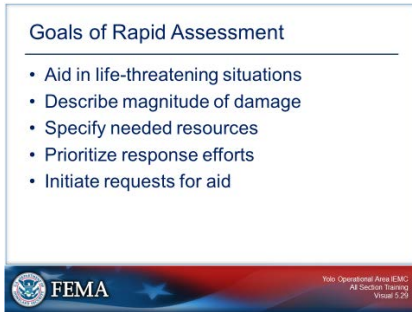 Goals of Rapid Assessment
• Aid in life-threatening situations
• Describe magnitude of damage
• Specify needed resources
• Prioritize response efforts
• Initiate requests for aid
FEMA
Yolo Operational Area IEMC
All Section Training
Visual 5.29